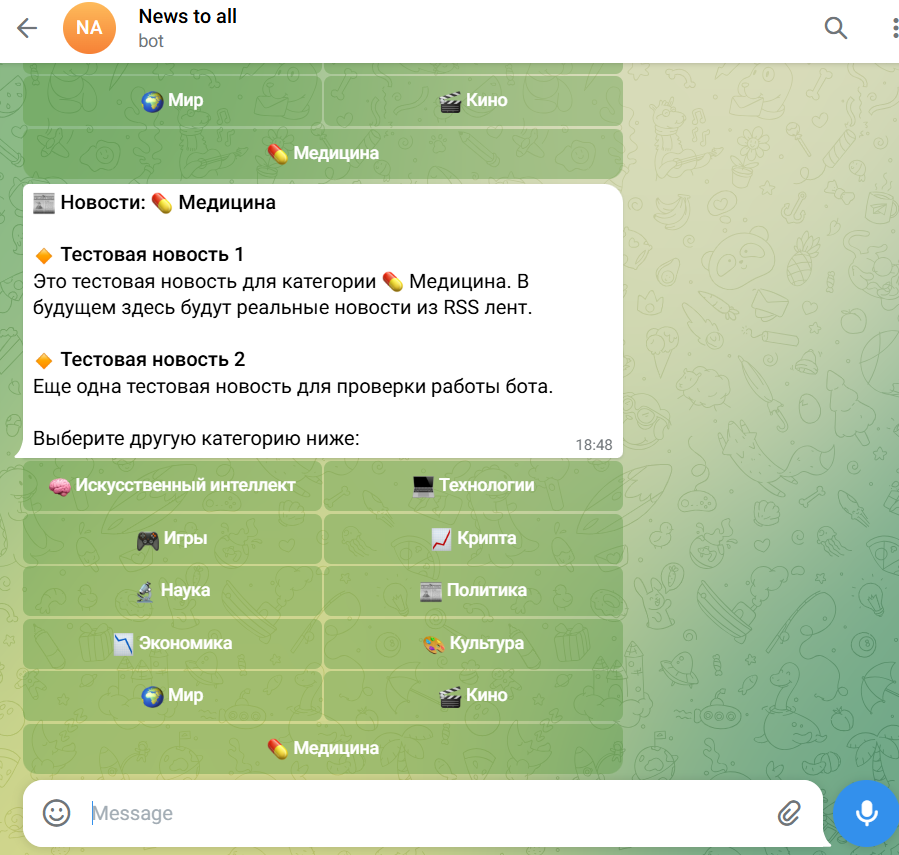 NA
News to all
bot
Мир
Кино
Медицина
Новости: Медицина
Тестовая новость 1
Это тестовая новость для категории Медицина. В
будущем здесь будут реальные новости из RSS лент.
Тестовая новость 2
Еще одна тестовая новость для проверки работы бота.
Выберите другую категорию ниже:
18:48
Искусственный интеллект
Технологии
Игры
Крипта
Наука
Политика
Экономика
Культура
Мир
Кино
Медицина
Message